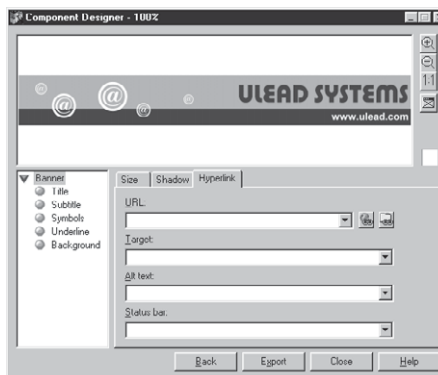 Component Designer - 100%
@ @ @ @ @
ULEAD SYSTEMS
www.ulead.com
1:1
Banner
Title
Subtitle
Symbols
Underline
Background
Size Shadow Hyperlink
URL:
Target:
Alt text:
Status bar:
Back Export Close Help